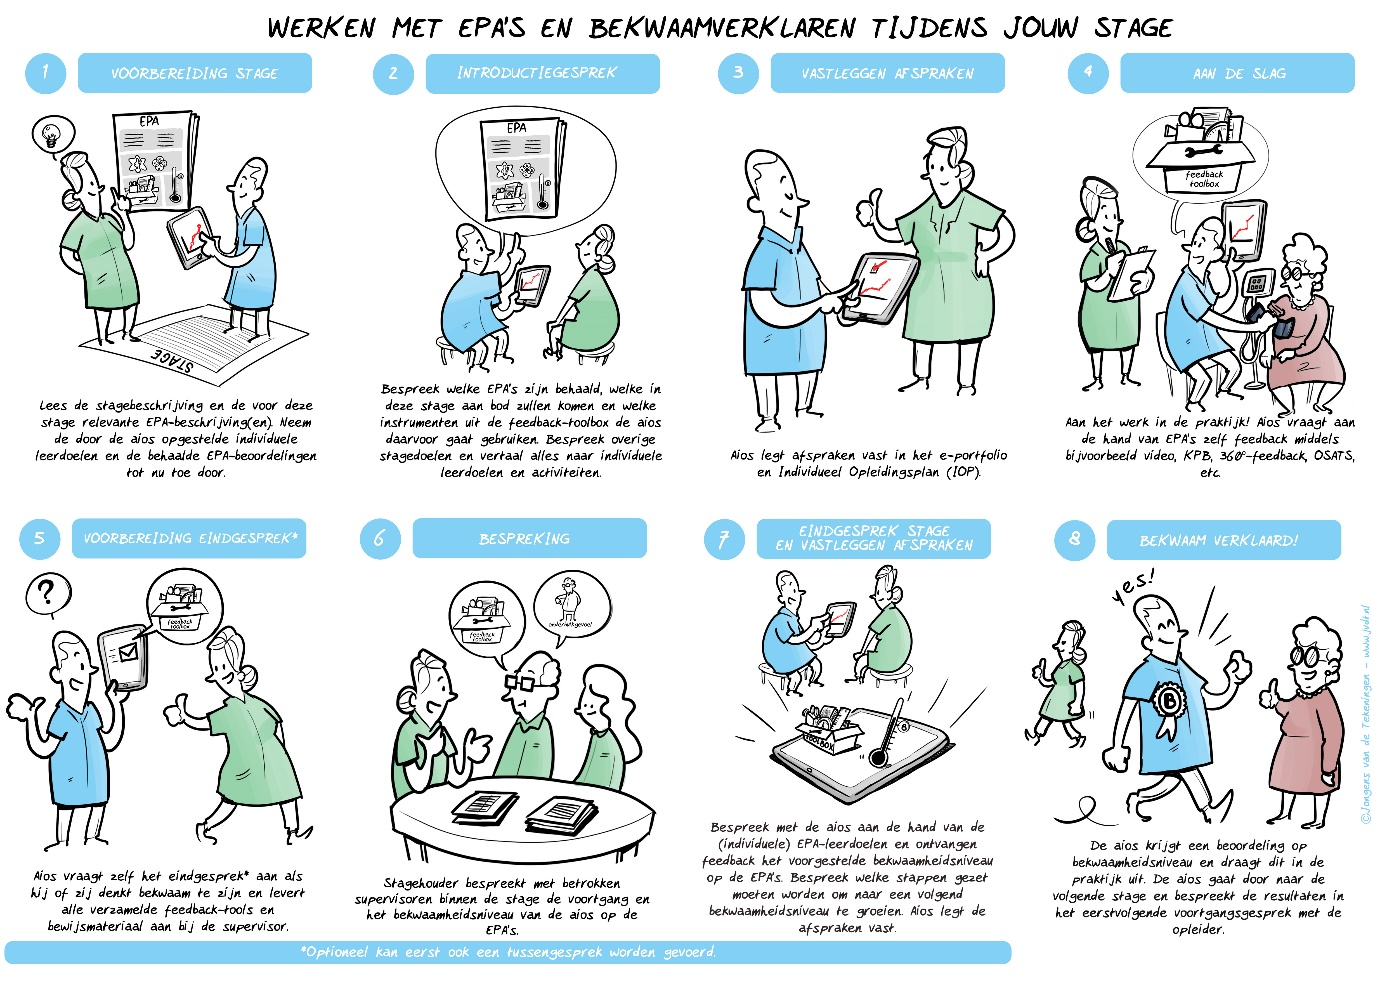 WERKEN MET EPA'S EN BEKWAAMVERKLAREN TIJDENS JOUW STAGE
1
VOORBEREIDING STAGE
EPA
STAGE
Lees de stagebeschrijving en de voor deze
stage relevante EPA-beschrijving(en). Neem
de door de aios opgestelde individuele
leerdoelen en de behaalde EPA-beoordelingen
tot nu toe door.
2
INTRODUCTIEGESPREK
EPA
Bespreek welke EPA's zijn behaald, welke in
deze stage aan bod zullen komen en welke
instrumenten uit de feedback-toolbox de aios
daarvoor gaat gebruiken. Bespreek overige
stagedoelen en vertaal alles naar individuele
leerdoelen en activiteiten.
3
VASTLEGGEN AFSPRAKEN
Aios legt afspraken vast in het e-portfolio
en Individueel Opleidingsplan (IOP).
4
AAN DE SLAG
feedback
toolbox
Aan het werk in de praktijk! Aios vraagt aan
de hand van EPA's zelf feedback middels
bijvoorbeeld video, KPB, 360°-feedback, OSATS,
etc.
5
VOORBEREIDING EINDGESPREK*
?
feedback
toolbox
Aios vraagt zelf het eindgesprek* aan als
hij of zij denkt bekwaam te zijn en levert
alle verzamelde feedback-tools en
bewijsmateriaal aan bij de supervisor.
6
BESPREKING
feedback
toolbox
onderbuikgevoel
Stagehouder bespreekt met betrokken
supervisoren binnen de stage de voortgang en
het bekwaamheidsniveau van de aios op de
EPA's.
7
EINDGESPREK STAGE
EN VASTLEGGEN AFSPRAKEN
TOOLBOX
Bespreek met de aios aan de hand van de
(individuele) EPA-leerdoelen en ontvangen
feedback het voorgestelde bekwaamheidsniveau
op de EPA's. Bespreek welke stappen gezet
moeten worden om naar een volgend
bekwaamheidsniveau te groeien. Aios legt de
afspraken vast.
8
BEKWAAM VERKLAARD!
yes!
B
De aios krijgt een beoordeling op
bekwaamheidsniveau en draagt dit in de
praktijk uit. De aios gaat door naar de
volgende stage en bespreekt de resultaten in
het eerstvolgende voortgangsgesprek met de
opleider.
©Jongens van de Tekeningen - www.jvdt.nl
*Optioneel kan eerst ook een tussengesprek worden gevoerd.